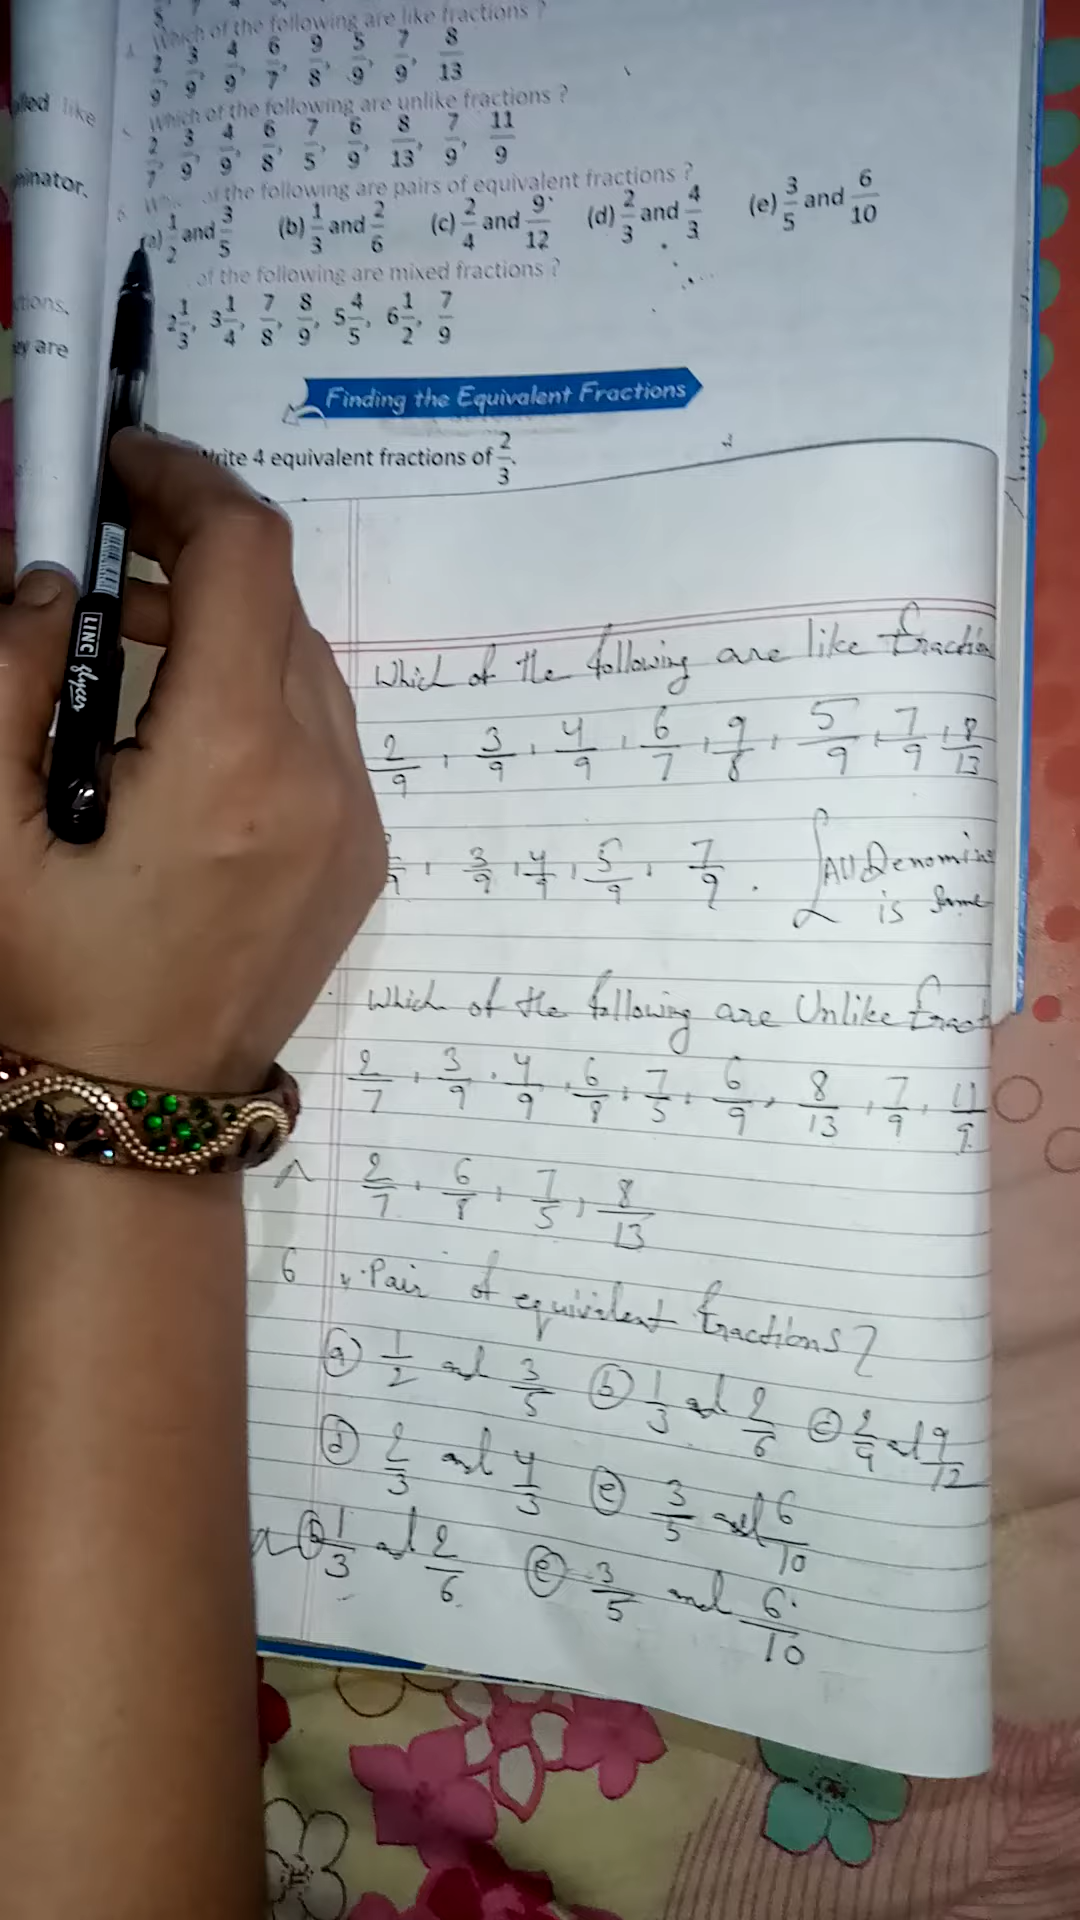 4. Which of the following are like fractions ?
2/9, 3/9, 4/9, 6/7, 9/8, 5/9, 7/9, 8/13
Which of the following are unlike fractions ?
2/7, 3/9, 4/9, 6/8, 7/5, 6/9, 8/13, 7/9, 11/9
of the following are pairs of equivalent fractions ?
(a) 1/2 and 3/5 (b) 1/3 and 2/6 (c) 2/4 and 9/12 (d) 2/3 and 4/3 (e) 3/5 and 6/10
of the following are mixed fractions ?
2 1/3, 3 1/4, 7/8, 8/9, 5 4/5, 6 1/2, 7/9
Finding the Equivalent Fractions
Write 4 equivalent fractions of 2/3.
like
minator.
tions.
are
LINC glycer
Which of the following are like fraction
2/9, 3/9, 4/9, 6/7, 9/8, 5/9, 7/9, 8/13
3/9, 4/9, 5/9, 7/9. All Denomin
is same
Which of the following are Unlike fract
2/7, 3/9, 4/9, 6/8, 7/5, 6/9, 8/13, 7/9, 11/9
2/7, 6/8, 7/5, 8/13
6 Pair of equivalent fractions?
(a) 1/2 and 3/5 (b) 1/3 and 2/6 (c) 2/4 and 9/12
(d) 2/3 and 4/3 (e) 3/5 and 6/10
(b) 1/3 and 2/6 (e) 3/5 and 6/10